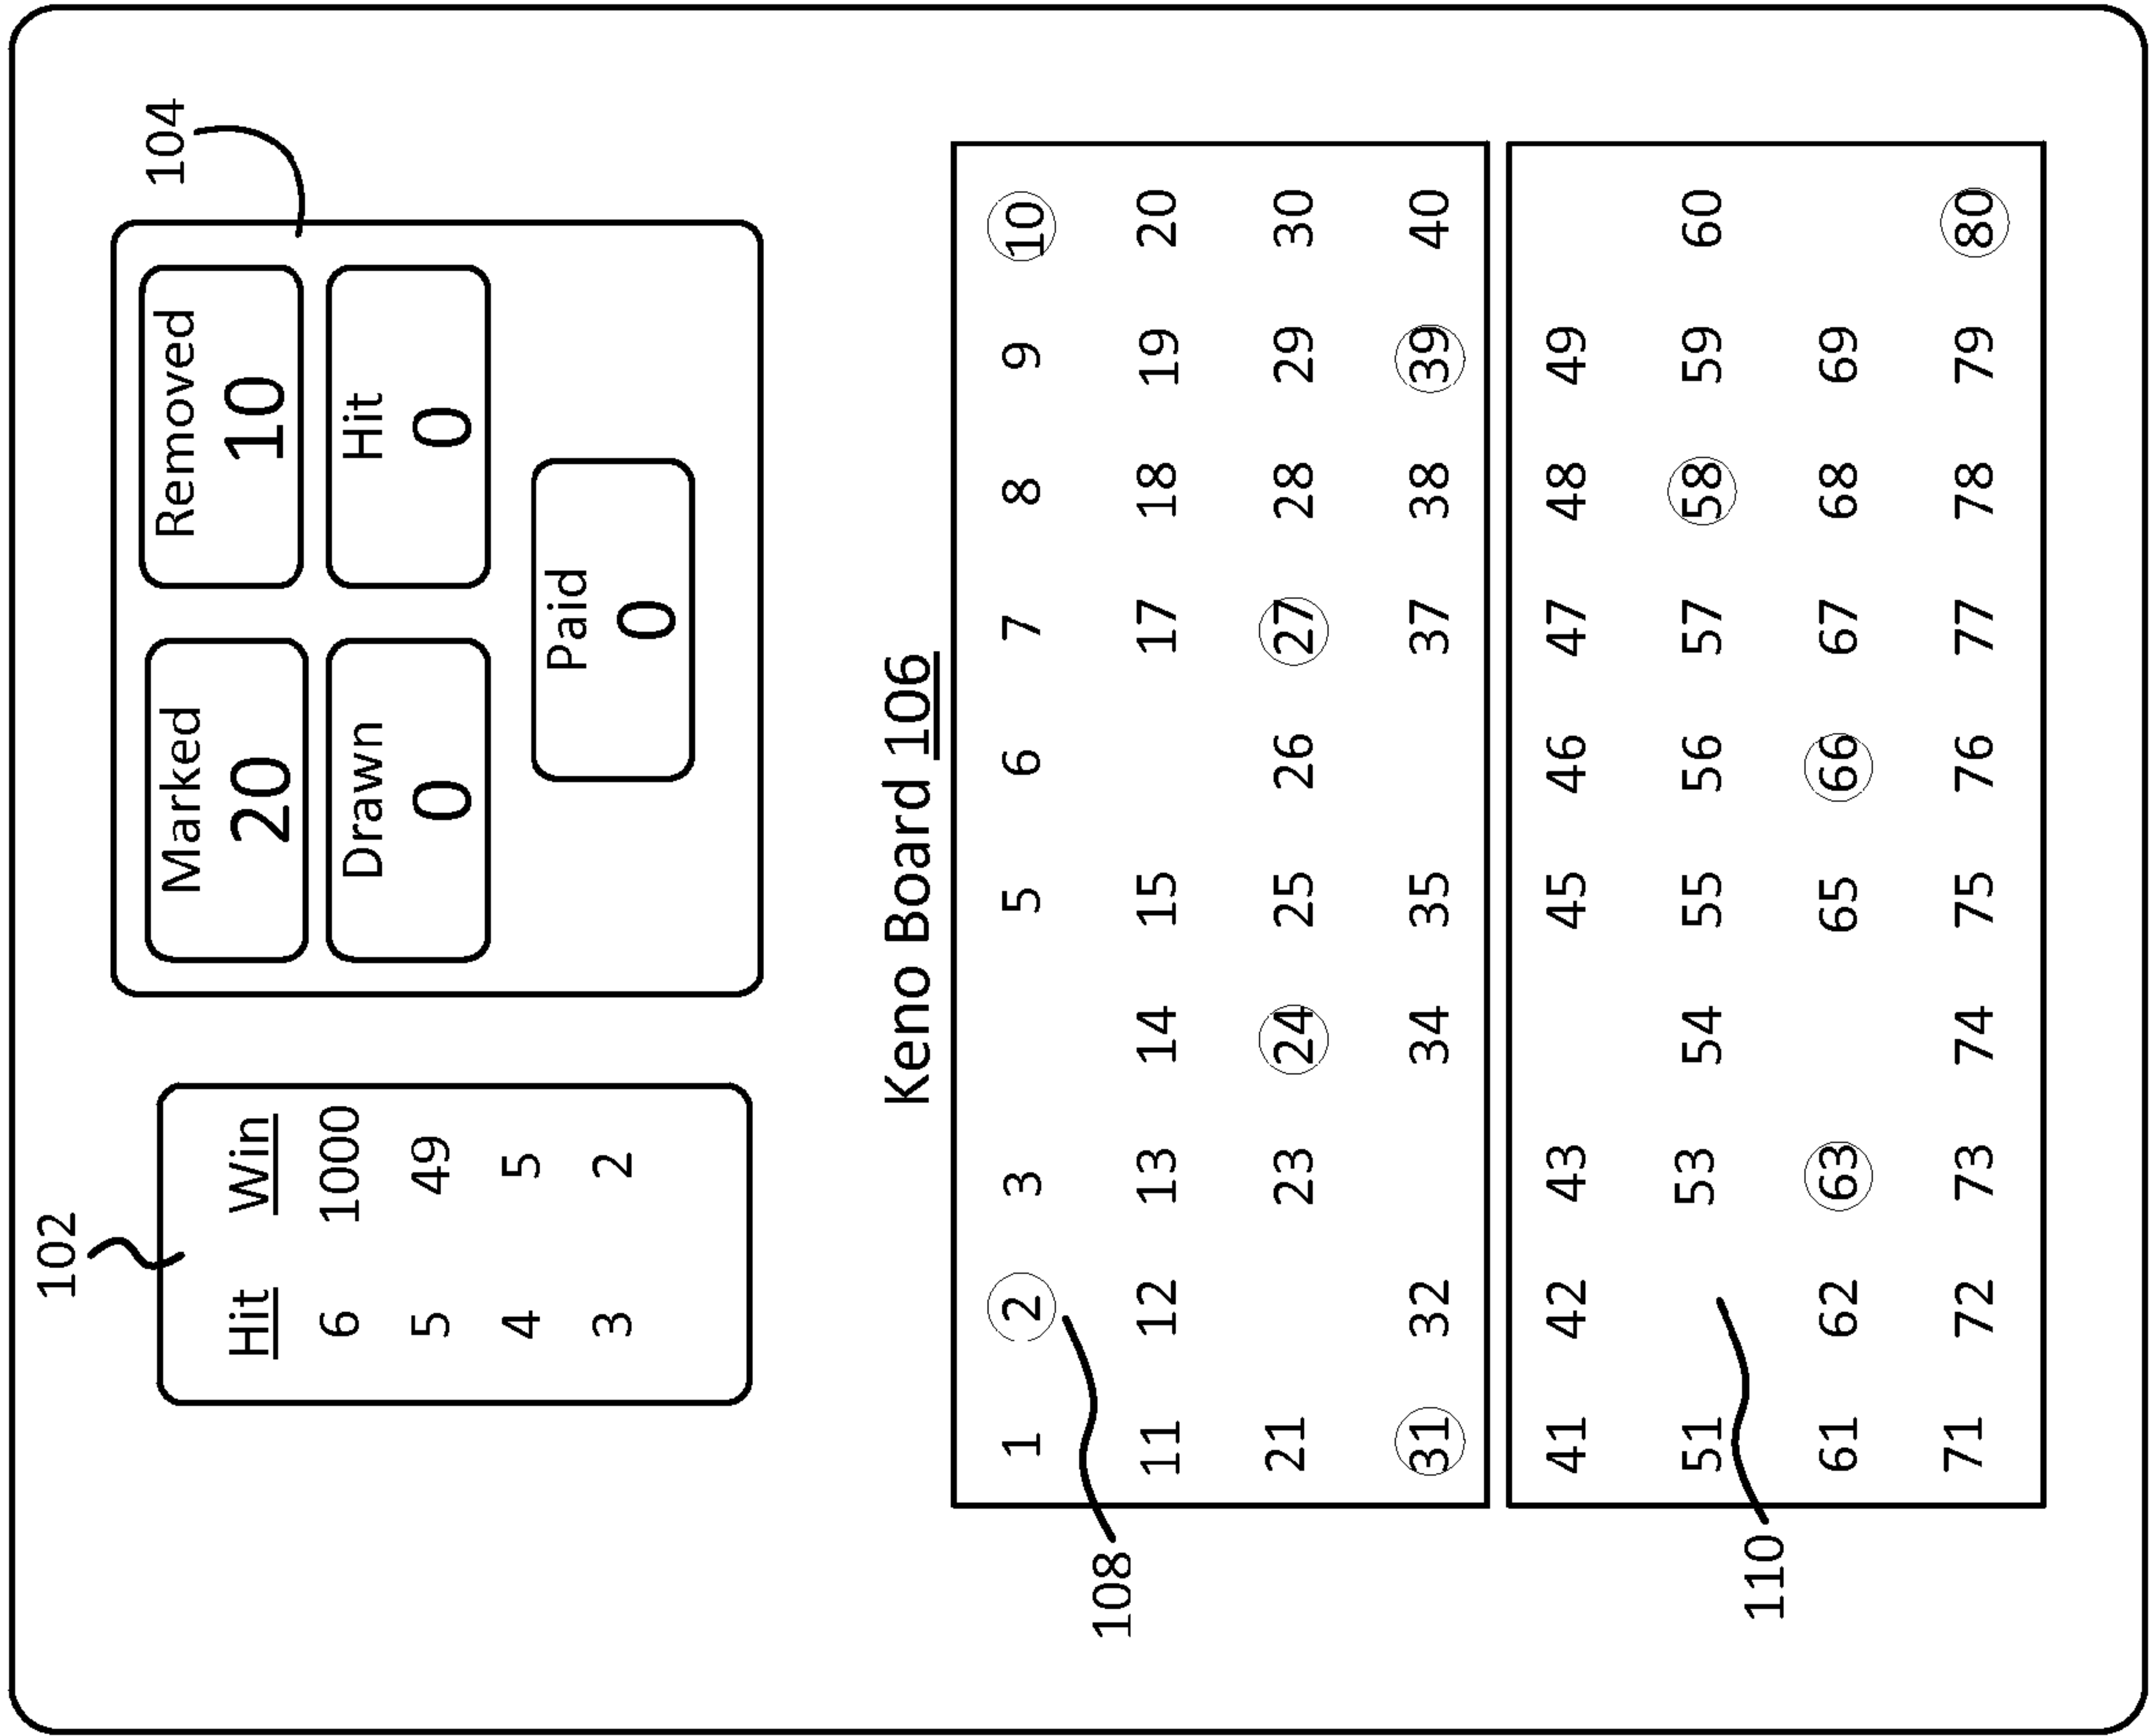 102
104
Hit Win
6 1000
5 49
4 5
3 2
Marked
20
Removed
10
Drawn
0
Hit
0
Paid
0
Keno Board 106
1 2 3 5 6 7 8 9 10
11 12 13 14 15 17 18 19 20
21 23 24 25 26 27 28 29 30
31 32 34 35 37 38 39 40
108
41 42 43 45 46 47 48 49
51 53 54 55 56 57 58 59 60
61 62 63 65 66 67 68 69
71 72 73 74 75 76 77 78 79 80
110